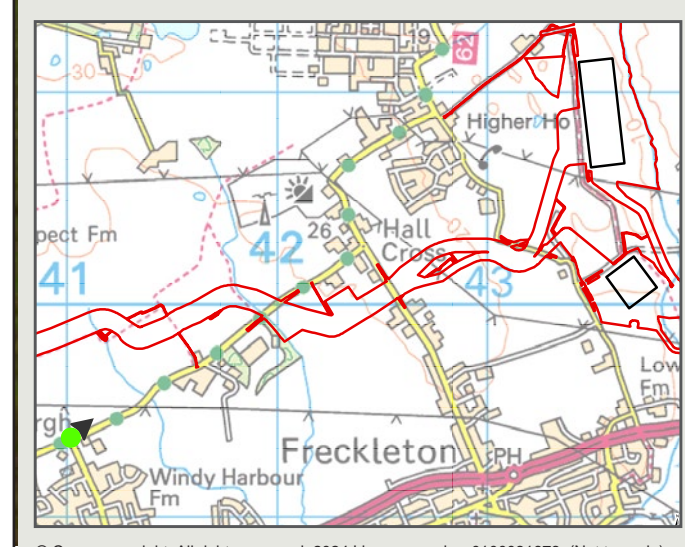 19
62
30
Higher Ho
pect Fm
26
Hall
Cross
42
41
43
Low
Fm
rgh
Freckleton
PH
Windy Harbour
Fm